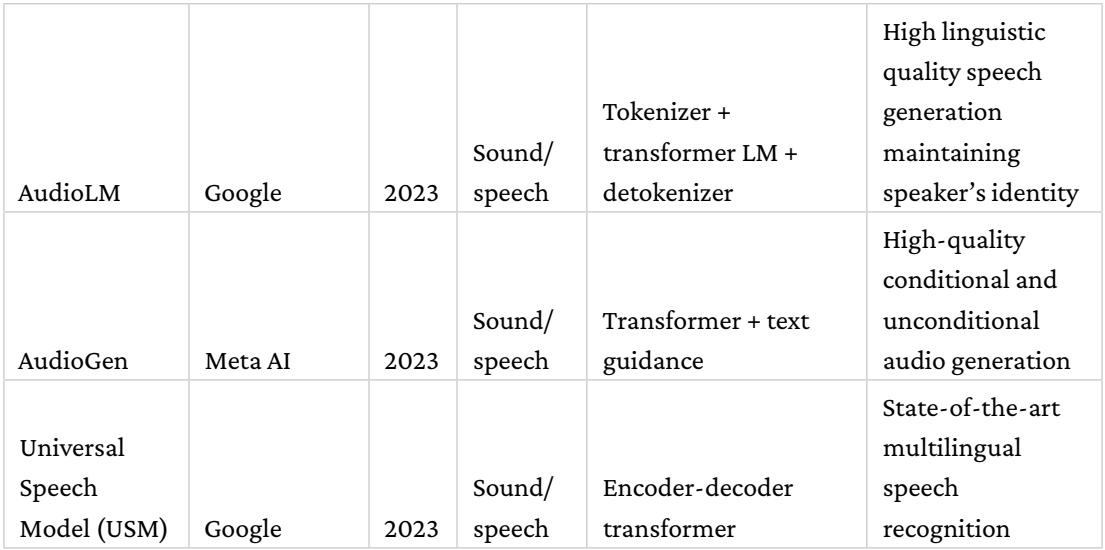 AudioLM
Google
2023
Sound/
speech
Tokenizer +
transformer LM +
detokenizer
High linguistic
quality speech
generation
maintaining
speaker’s identity
AudioGen
Meta AI
2023
Sound/
speech
Transformer + text
guidance
High-quality
conditional and
unconditional
audio generation
Universal
Speech
Model (USM)
Google
2023
Sound/
speech
Encoder-decoder
transformer
State-of-the-art
multilingual
speech
recognition